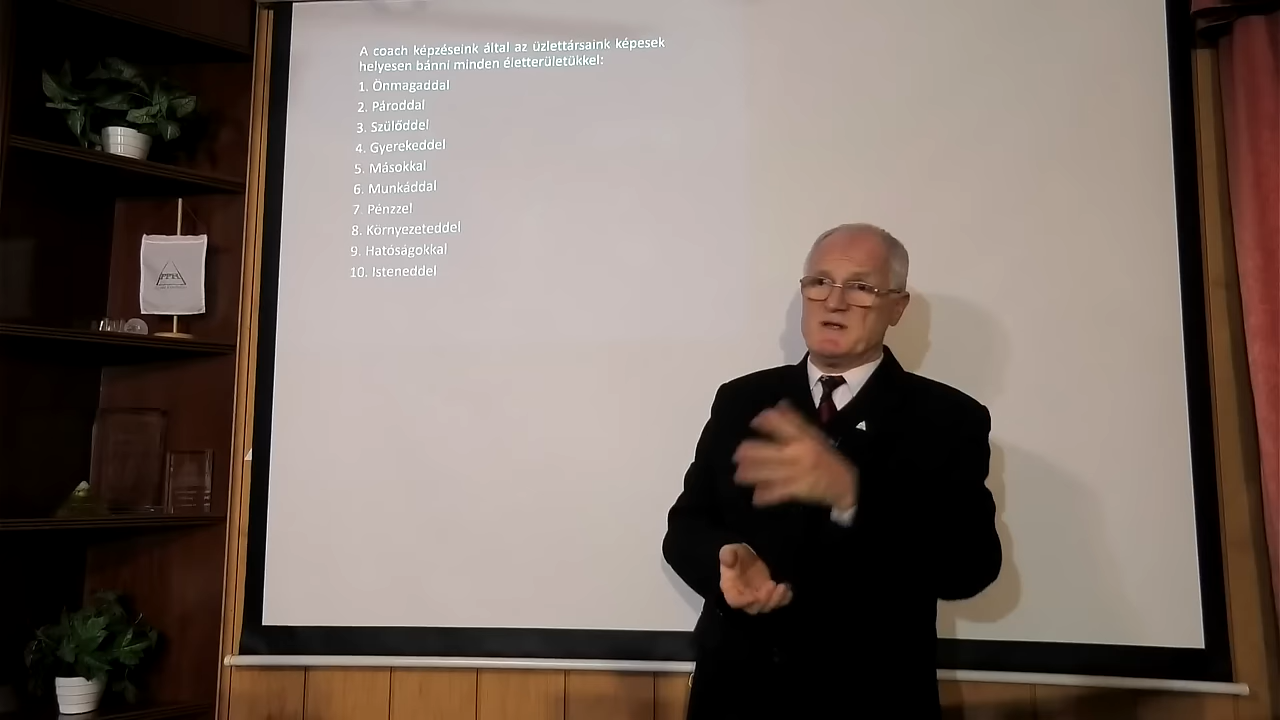 A coach képzéseink által az üzlettársaink képesek
helyesen bánni minden életterületükkel:
1. Önmagaddal
2. Pároddal
3. Szülőddel
4. Gyerekeddel
5. Másokkal
6. Munkáddal
7. Pénzzel
8. Környezeteddel
9. Hatóságokkal
10. Isteneddel